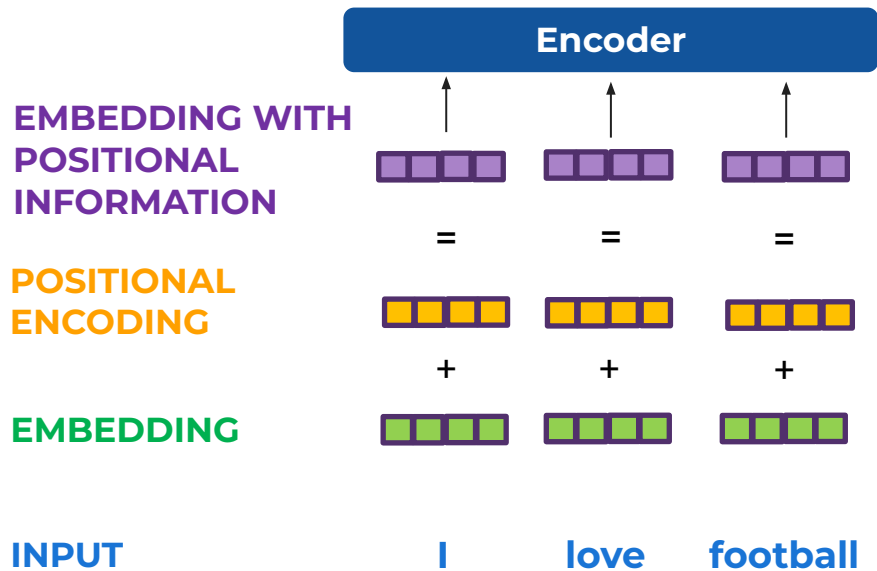 Encoder
EMBEDDING WITH
POSITIONAL
INFORMATION
= = =
POSITIONAL
ENCODING
+ + +
EMBEDDING
INPUT I love football